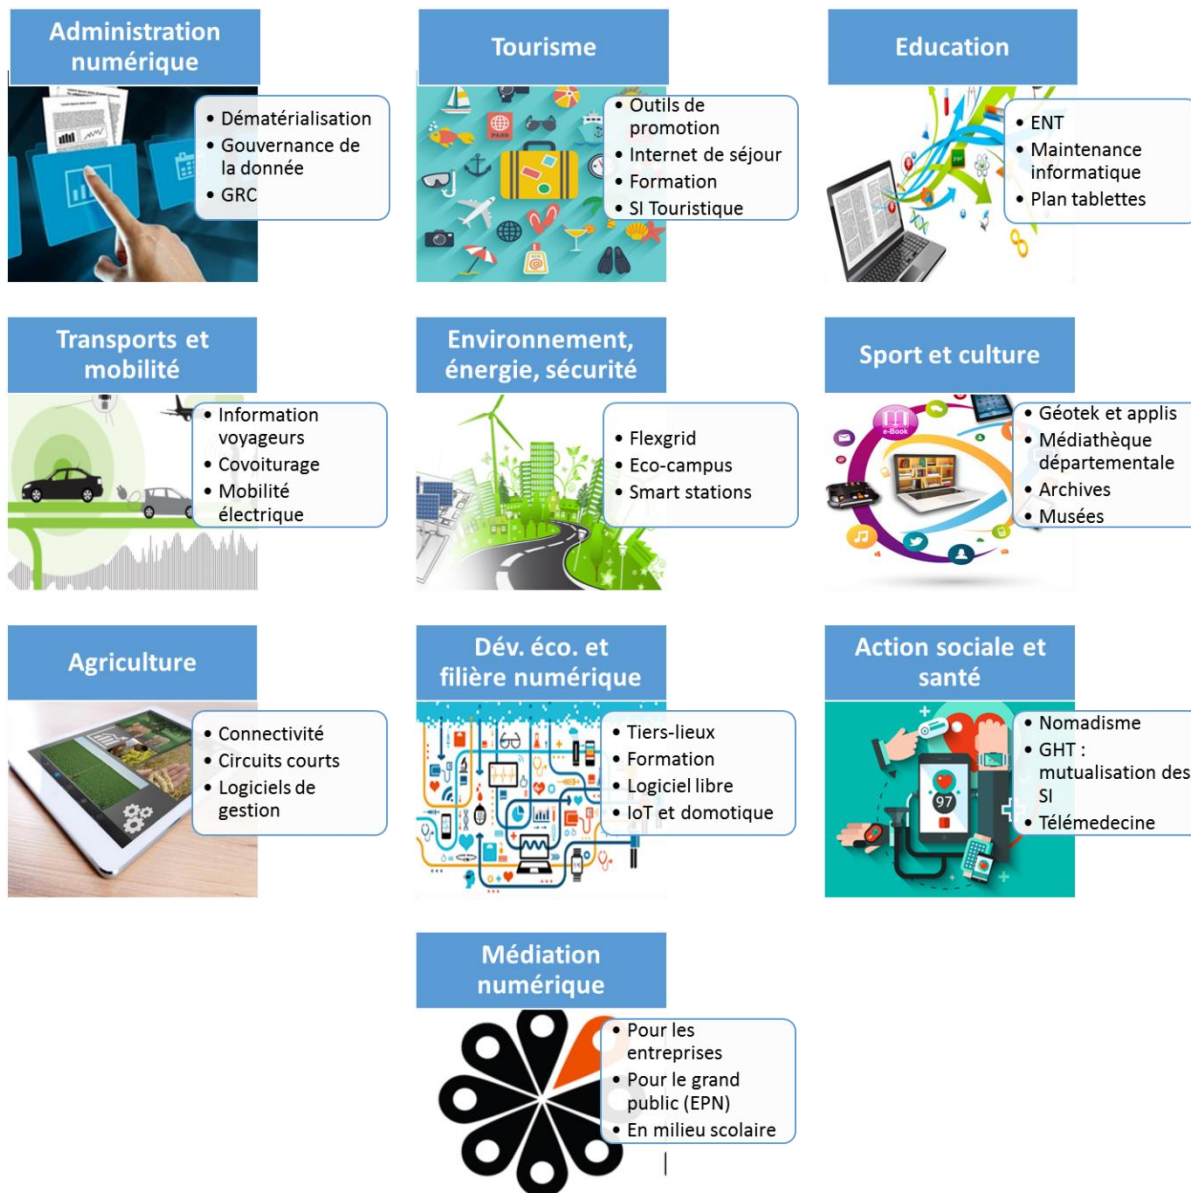 Administration
numérique
• Dématérialisation
• Gouvernance de
la donnée
• GRC
Tourisme
• Outils de
promotion
• Internet de séjour
• Formation
• SI Touristique
Education
• ENT
• Maintenance
informatique
• Plan tablettes
Transports et
mobilité
• Information
voyageurs
• Covoiturage
• Mobilité
électrique
Environnement,
énergie, sécurité
• Flexgrid
• Eco-campus
• Smart stations
Sport et culture
e-Book
• Géotek et applis
• Médiathèque
départementale
• Archives
• Musées
Agriculture
• Connectivité
• Circuits courts
• Logiciels de
gestion
Dév. éco. et
filière numérique
• Tiers-lieux
• Formation
• Logiciel libre
• IoT et domotique
Action sociale et
santé
97
• Nomadisme
• GHT :
mutualisation des
SI
• Télémedecine
Médiation
numérique
• Pour les
entreprises
• Pour le grand
public (EPN)
• En milieu scolaire